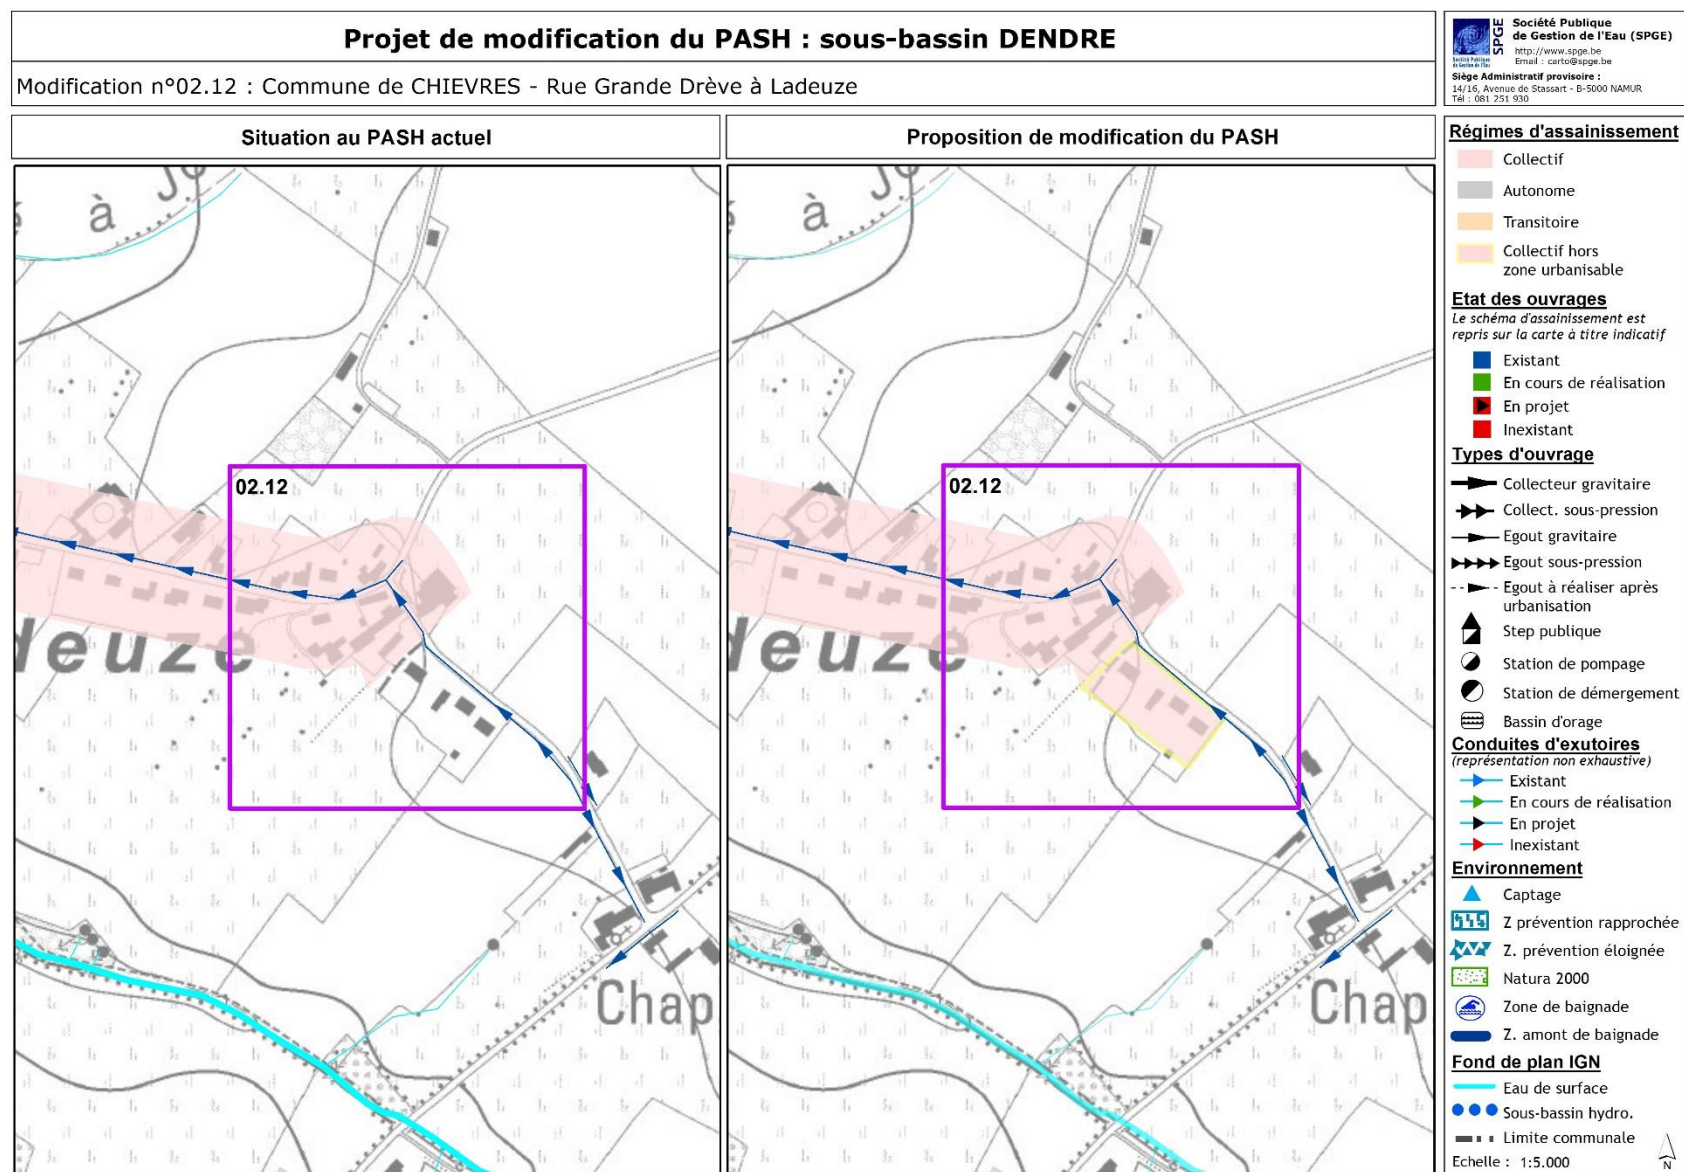 Projet de modification du PASH : sous-bassin DENDRE
Modification n°02.12 : Commune de CHIEVRES - Rue Grande Drève à Ladeuze
SPGE
Société Publique
de Gestion de l'Eau
Société Publique
de Gestion de l'Eau (SPGE)
http://www.spge.be
Email : carto@spge.be
Siège Administratif provisoire :
14/16, Avenue de Stassart - B-5000 NAMUR
Tél : 081 251 930
Situation au PASH actuel
à
02.12
deuze
Chap
Proposition de modification du PASH
à
02.12
deuze
Chap
Régimes d'assainissement
Collectif
Autonome
Transitoire
Collectif hors
zone urbanisable
Etat des ouvrages
Le schéma d'assainissement est
repris sur la carte à titre indicatif
Existant
En cours de réalisation
En projet
Inexistant
Types d'ouvrage
Collecteur gravitaire
Collect. sous-pression
Egout gravitaire
Egout sous-pression
Egout à réaliser après
urbanisation
Step publique
Station de pompage
Station de démergement
Bassin d'orage
Conduites d'exutoires
(représentation non exhaustive)
Existant
En cours de réalisation
En projet
Inexistant
Environnement
Captage
Z prévention rapprochée
Z. prévention éloignée
Natura 2000
Zone de baignade
Z. amont de baignade
Fond de plan IGN
Eau de surface
Sous-bassin hydro.
Limite communale
Echelle : 1:5.000
N